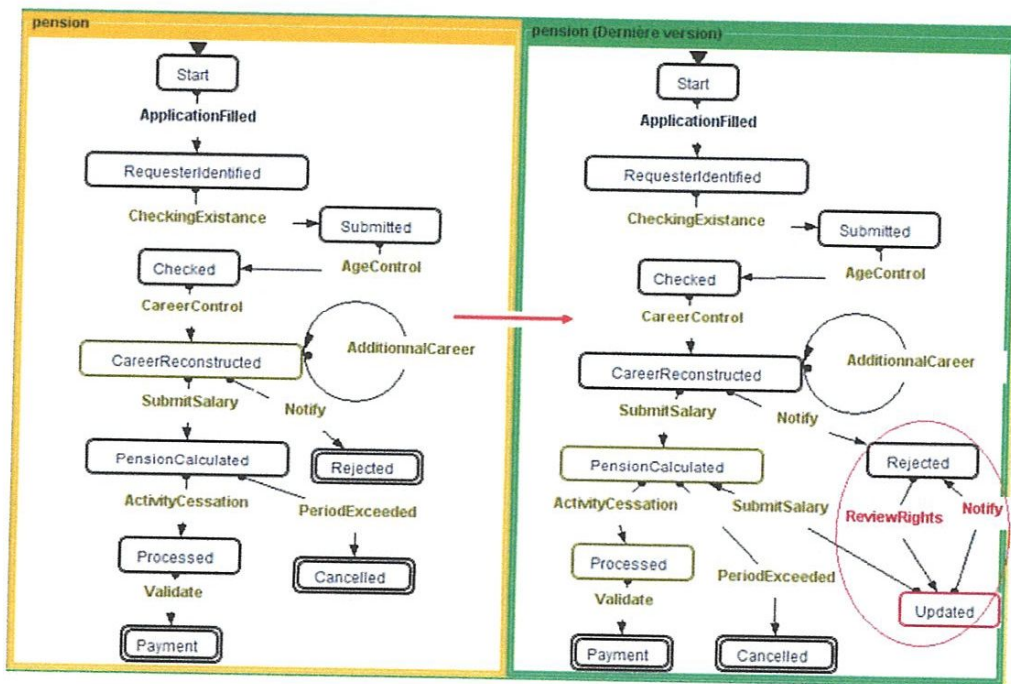 pension
Start
ApplicationFilled
RequesterIdentified
CheckingExistance
Submitted
AgeControl
Checked
CareerControl
AdditionnalCareer
CareerReconstructed
SubmitSalary
Notify
PensionCalculated
Rejected
ActivityCessation
PeriodExceeded
Processed
Cancelled
Validate
Payment
pension (Dernière version)
Start
ApplicationFilled
RequesterIdentified
CheckingExistance
Submitted
AgeControl
Checked
CareerControl
AdditionnalCareer
CareerReconstructed
SubmitSalary
Notify
PensionCalculated
Rejected
ActivityCessation
SubmitSalary
ReviewRights
Notify
Processed
PeriodExceeded
Validate
Updated
Payment
Cancelled